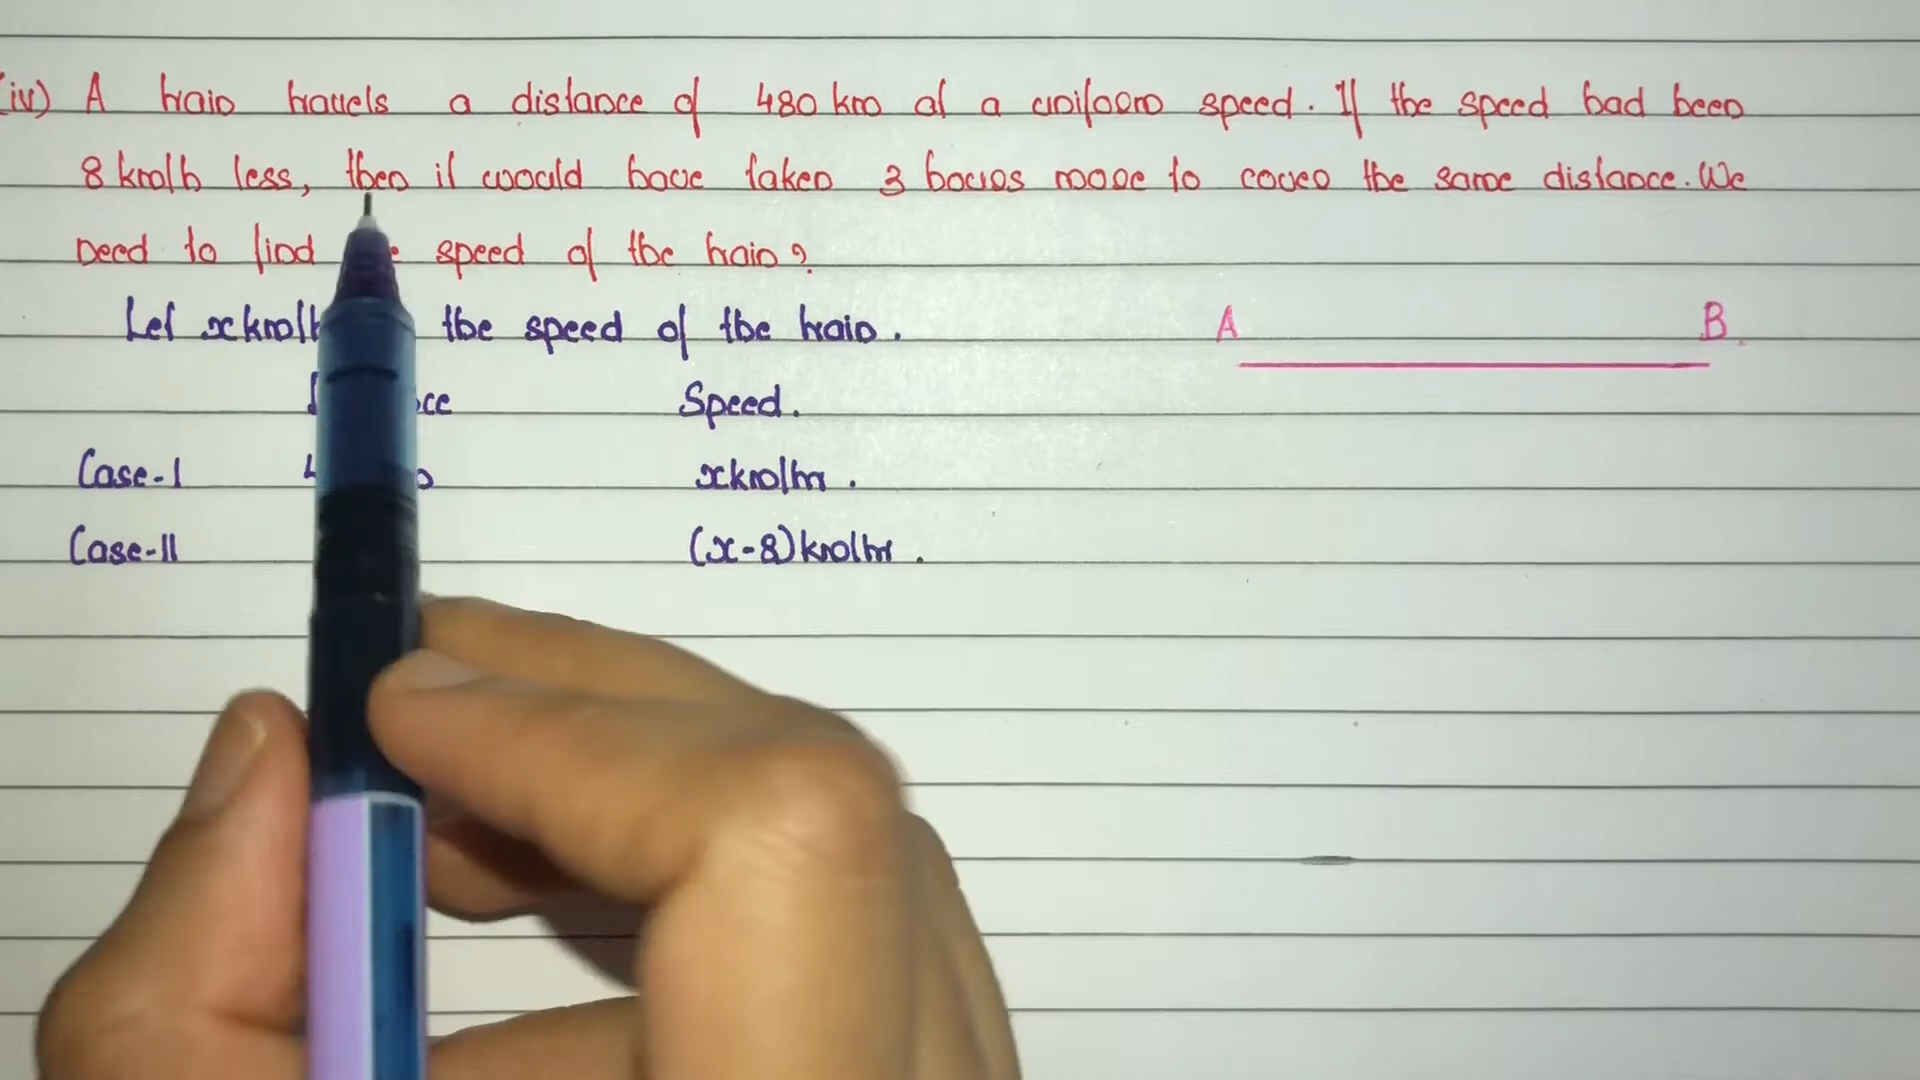 (iv) A train travels a distance of 480 km at a uniform speed. If the speed had been
8 km/h less, then it would have taken 3 hours more to cover the same distance. We
need to find speed of the train?
Let x km/h the speed of the train.
A B
Speed.
Case-I x km/hr.
Case-II (x-8) km/hr.